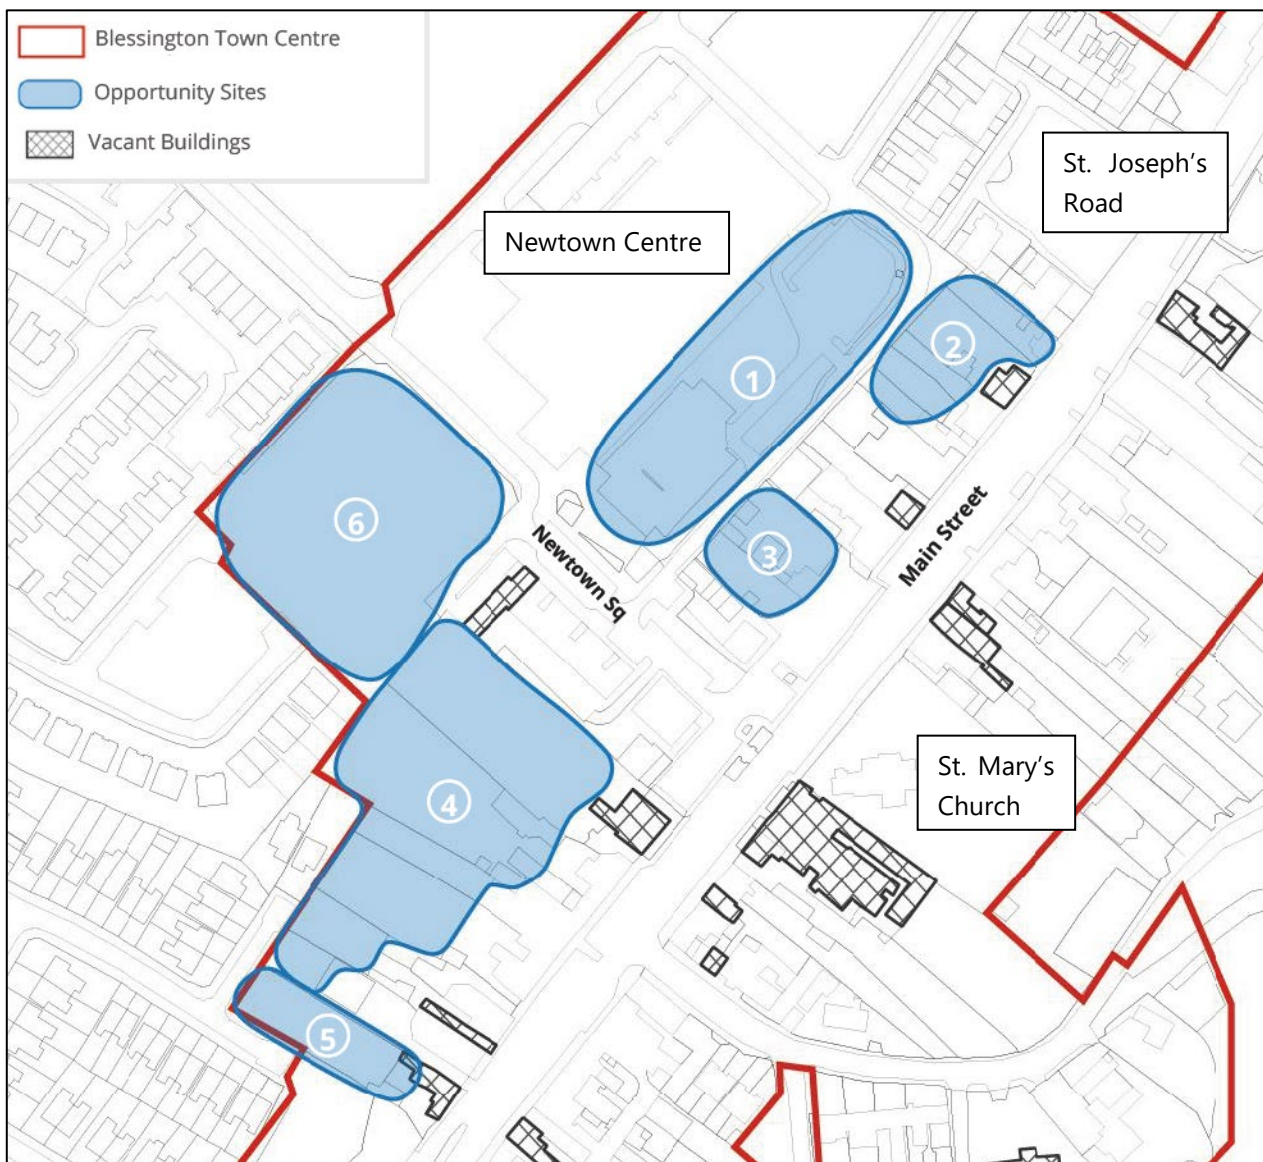 Blessington Town Centre
Opportunity Sites
Vacant Buildings
St. Joseph's
Road
Newtown Centre
1
2
3
6
Newtown Sq
Main Street
4
St. Mary's
Church
5